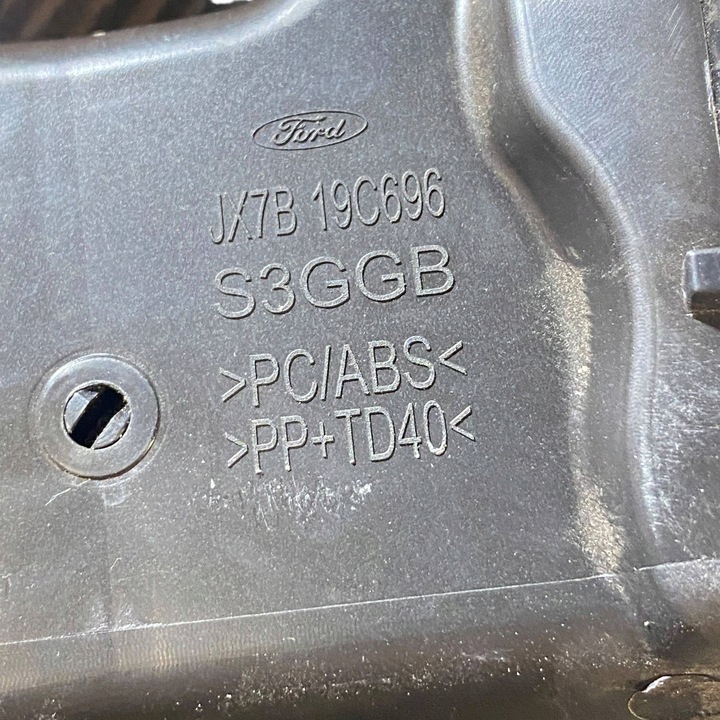 Ford
JX7B 19C696
S3GGB
>PC/ABS<
>PP+TD40<